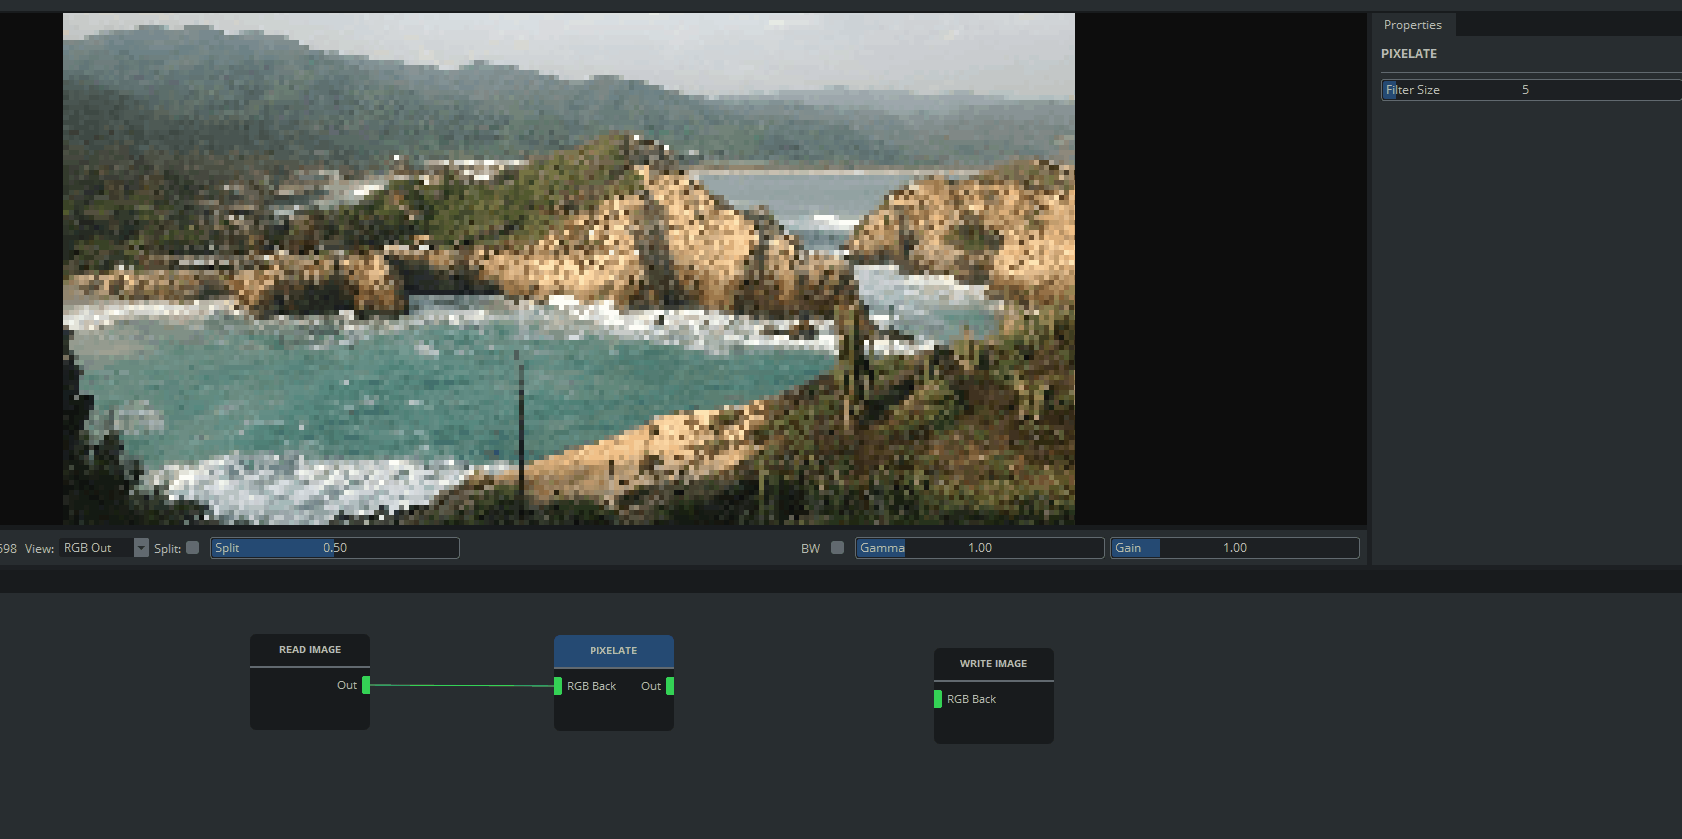 Properties
PIXELATE
Filter Size 5
598 View: RGB Out Split: Split 0.50 BW Gamma 1.00 Gain 1.00
READ IMAGE
Out
PIXELATE
RGB Back Out
WRITE IMAGE
RGB Back